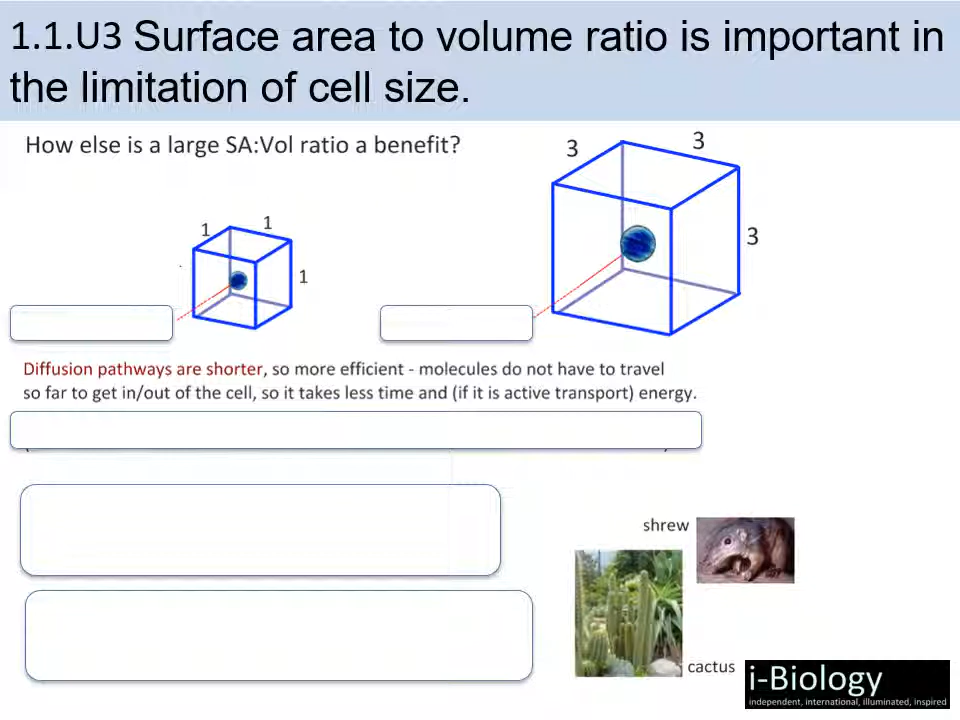 1.1.U3 Surface area to volume ratio is important in
the limitation of cell size.
How else is a large SA:Vol ratio a benefit?
3
3
3
1
1
1
Diffusion pathways are shorter, so more efficient - molecules do not have to travel
so far to get in/out of the cell, so it takes less time and (if it is active transport) energy.
shrew
cactus
i-Biology
independent, international, illuminated, inspired